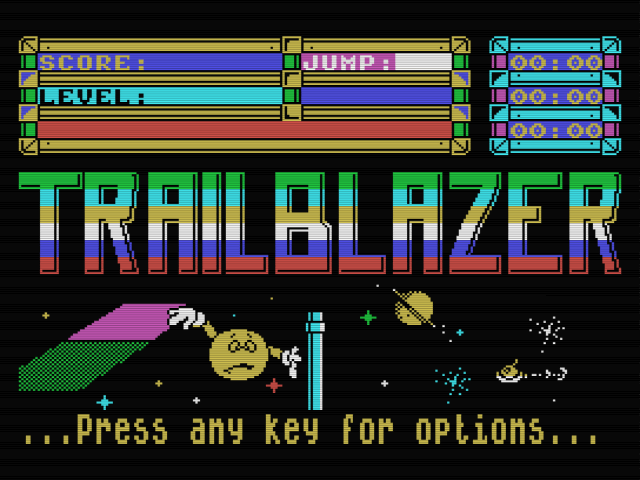 SCORE: JUMP: 00:00
LEVEL: 00:00
00:00
TRAILBLAZER
...Press any key for options...